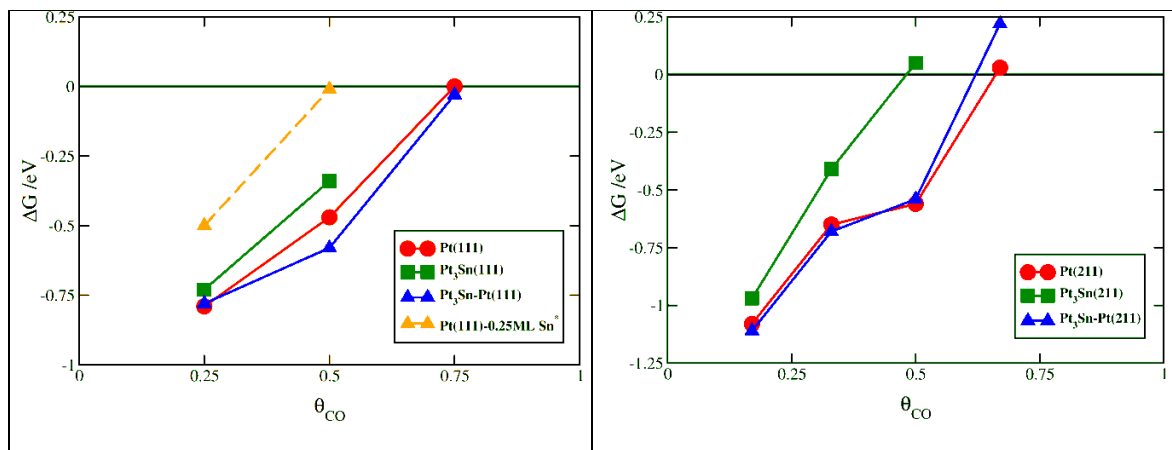 0.25
0
-0.25
-0.5
-0.75
-1
ΔG /eV
0
0.25
0.5
0.75
1
θCO
Pt(111)
Pt3Sn(111)
Pt3Sn-Pt(111)
Pt(111)-0.25ML Sn*
0.25
0
-0.25
-0.5
-0.75
-1
-1.25
ΔG /eV
0
0.25
0.5
0.75
1
θCO
Pt(211)
Pt3Sn(211)
Pt3Sn-Pt(211)